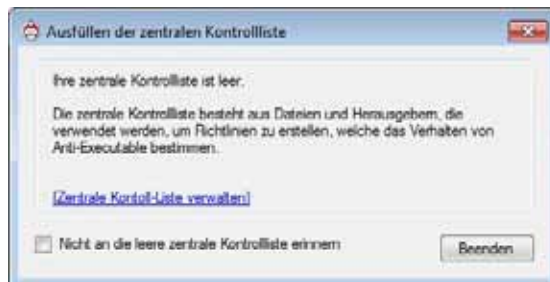 Ausfüllen der zentralen Kontrollliste
Ihre zentrale Kontrollliste ist leer.
Die zentrale Kontrollliste besteht aus Dateien und Herausgebern, die
verwendet werden, um Richtlinien zu erstellen, welche das Verhalten von
Anti-Executable bestimmen.
[Zentrale Kontoll-Liste verwalten]
Nicht an die leere zentrale Kontrollliste erinnern
Beenden